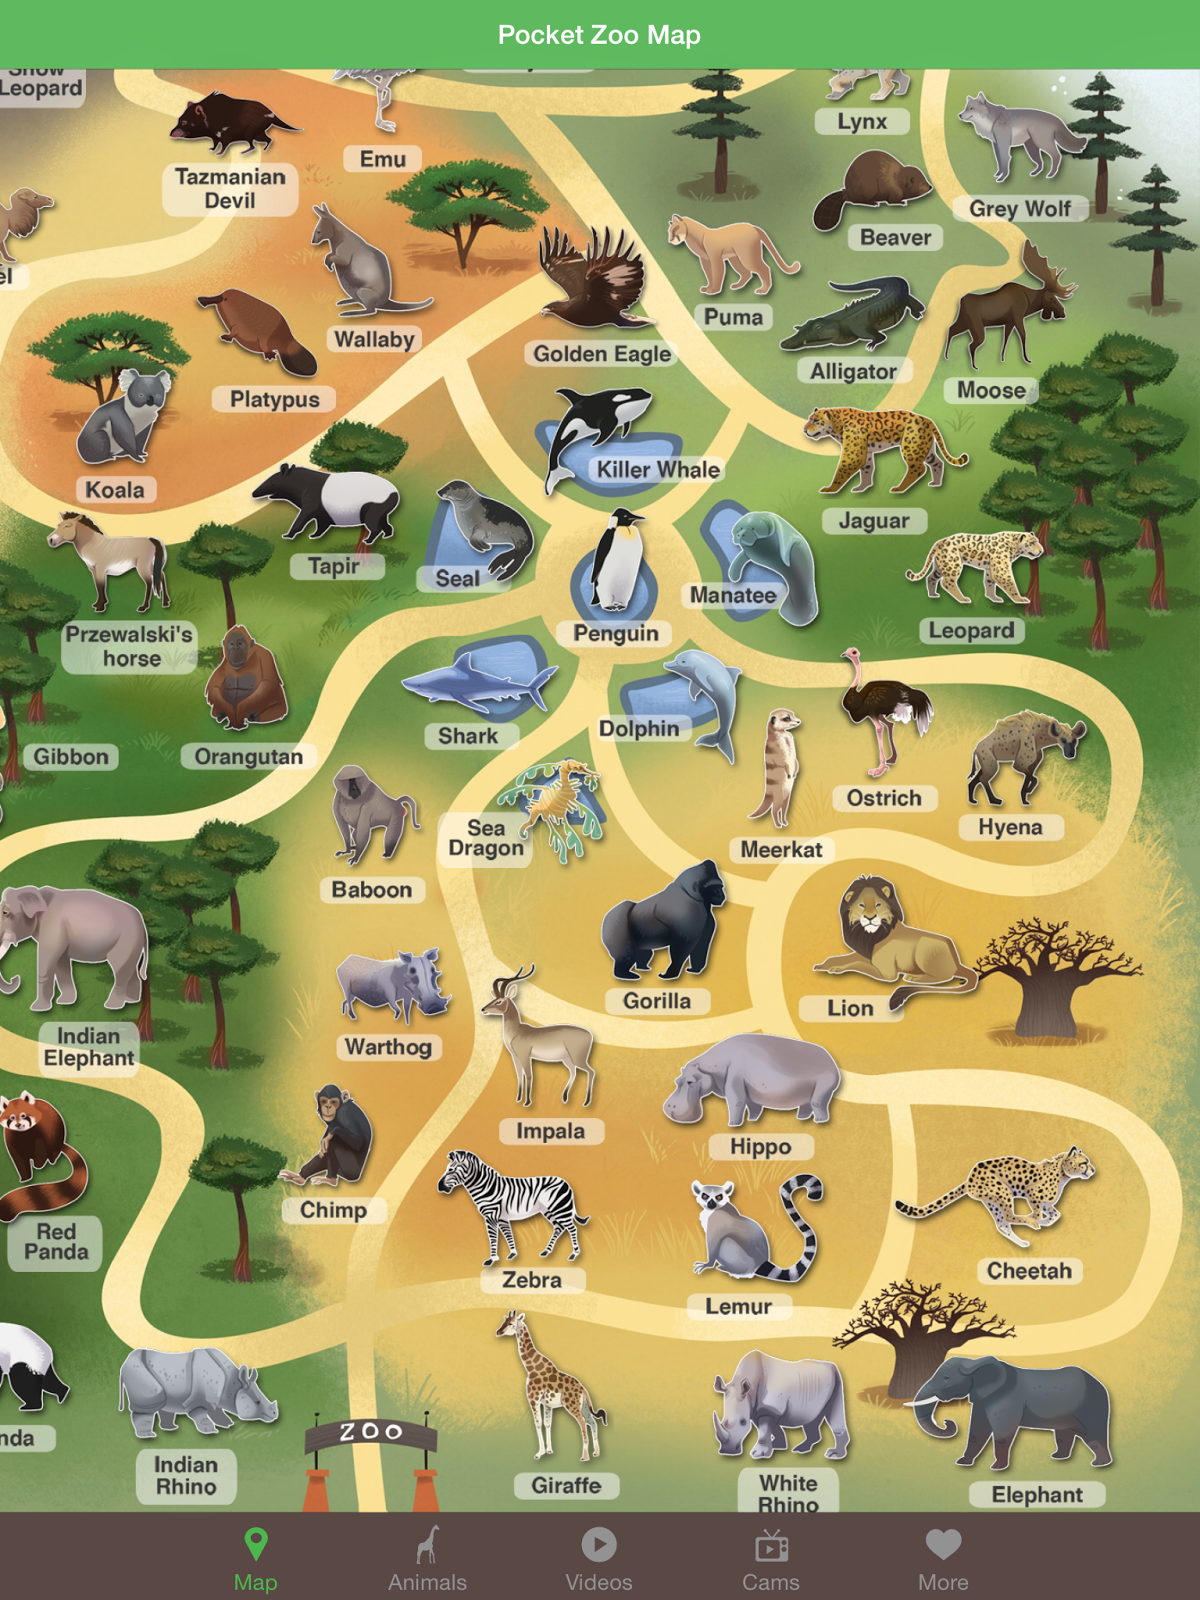 Pocket Zoo Map
Snow
Leopard
Lynx
Emu
Tazmanian
Devil
Grey Wolf
Beaver
el
Puma
Wallaby
Golden Eagle
Alligator
Moose
Platypus
Killer Whale
Koala
Jaguar
Tapir
Seal
Manatee
Penguin
Leopard
Przewalski's
horse
Shark
Dolphin
Gibbon
Orangutan
Ostrich
Sea
Dragon
Hyena
Meerkat
Baboon
Gorilla
Lion
Indian
Elephant
Warthog
Impala
Hippo
Chimp
Red
Panda
Zebra
Cheetah
Lemur
ZOO
nda
Indian
Rhino
Giraffe
White
Rhino
Elephant
Map
Animals
Videos
Cams
More